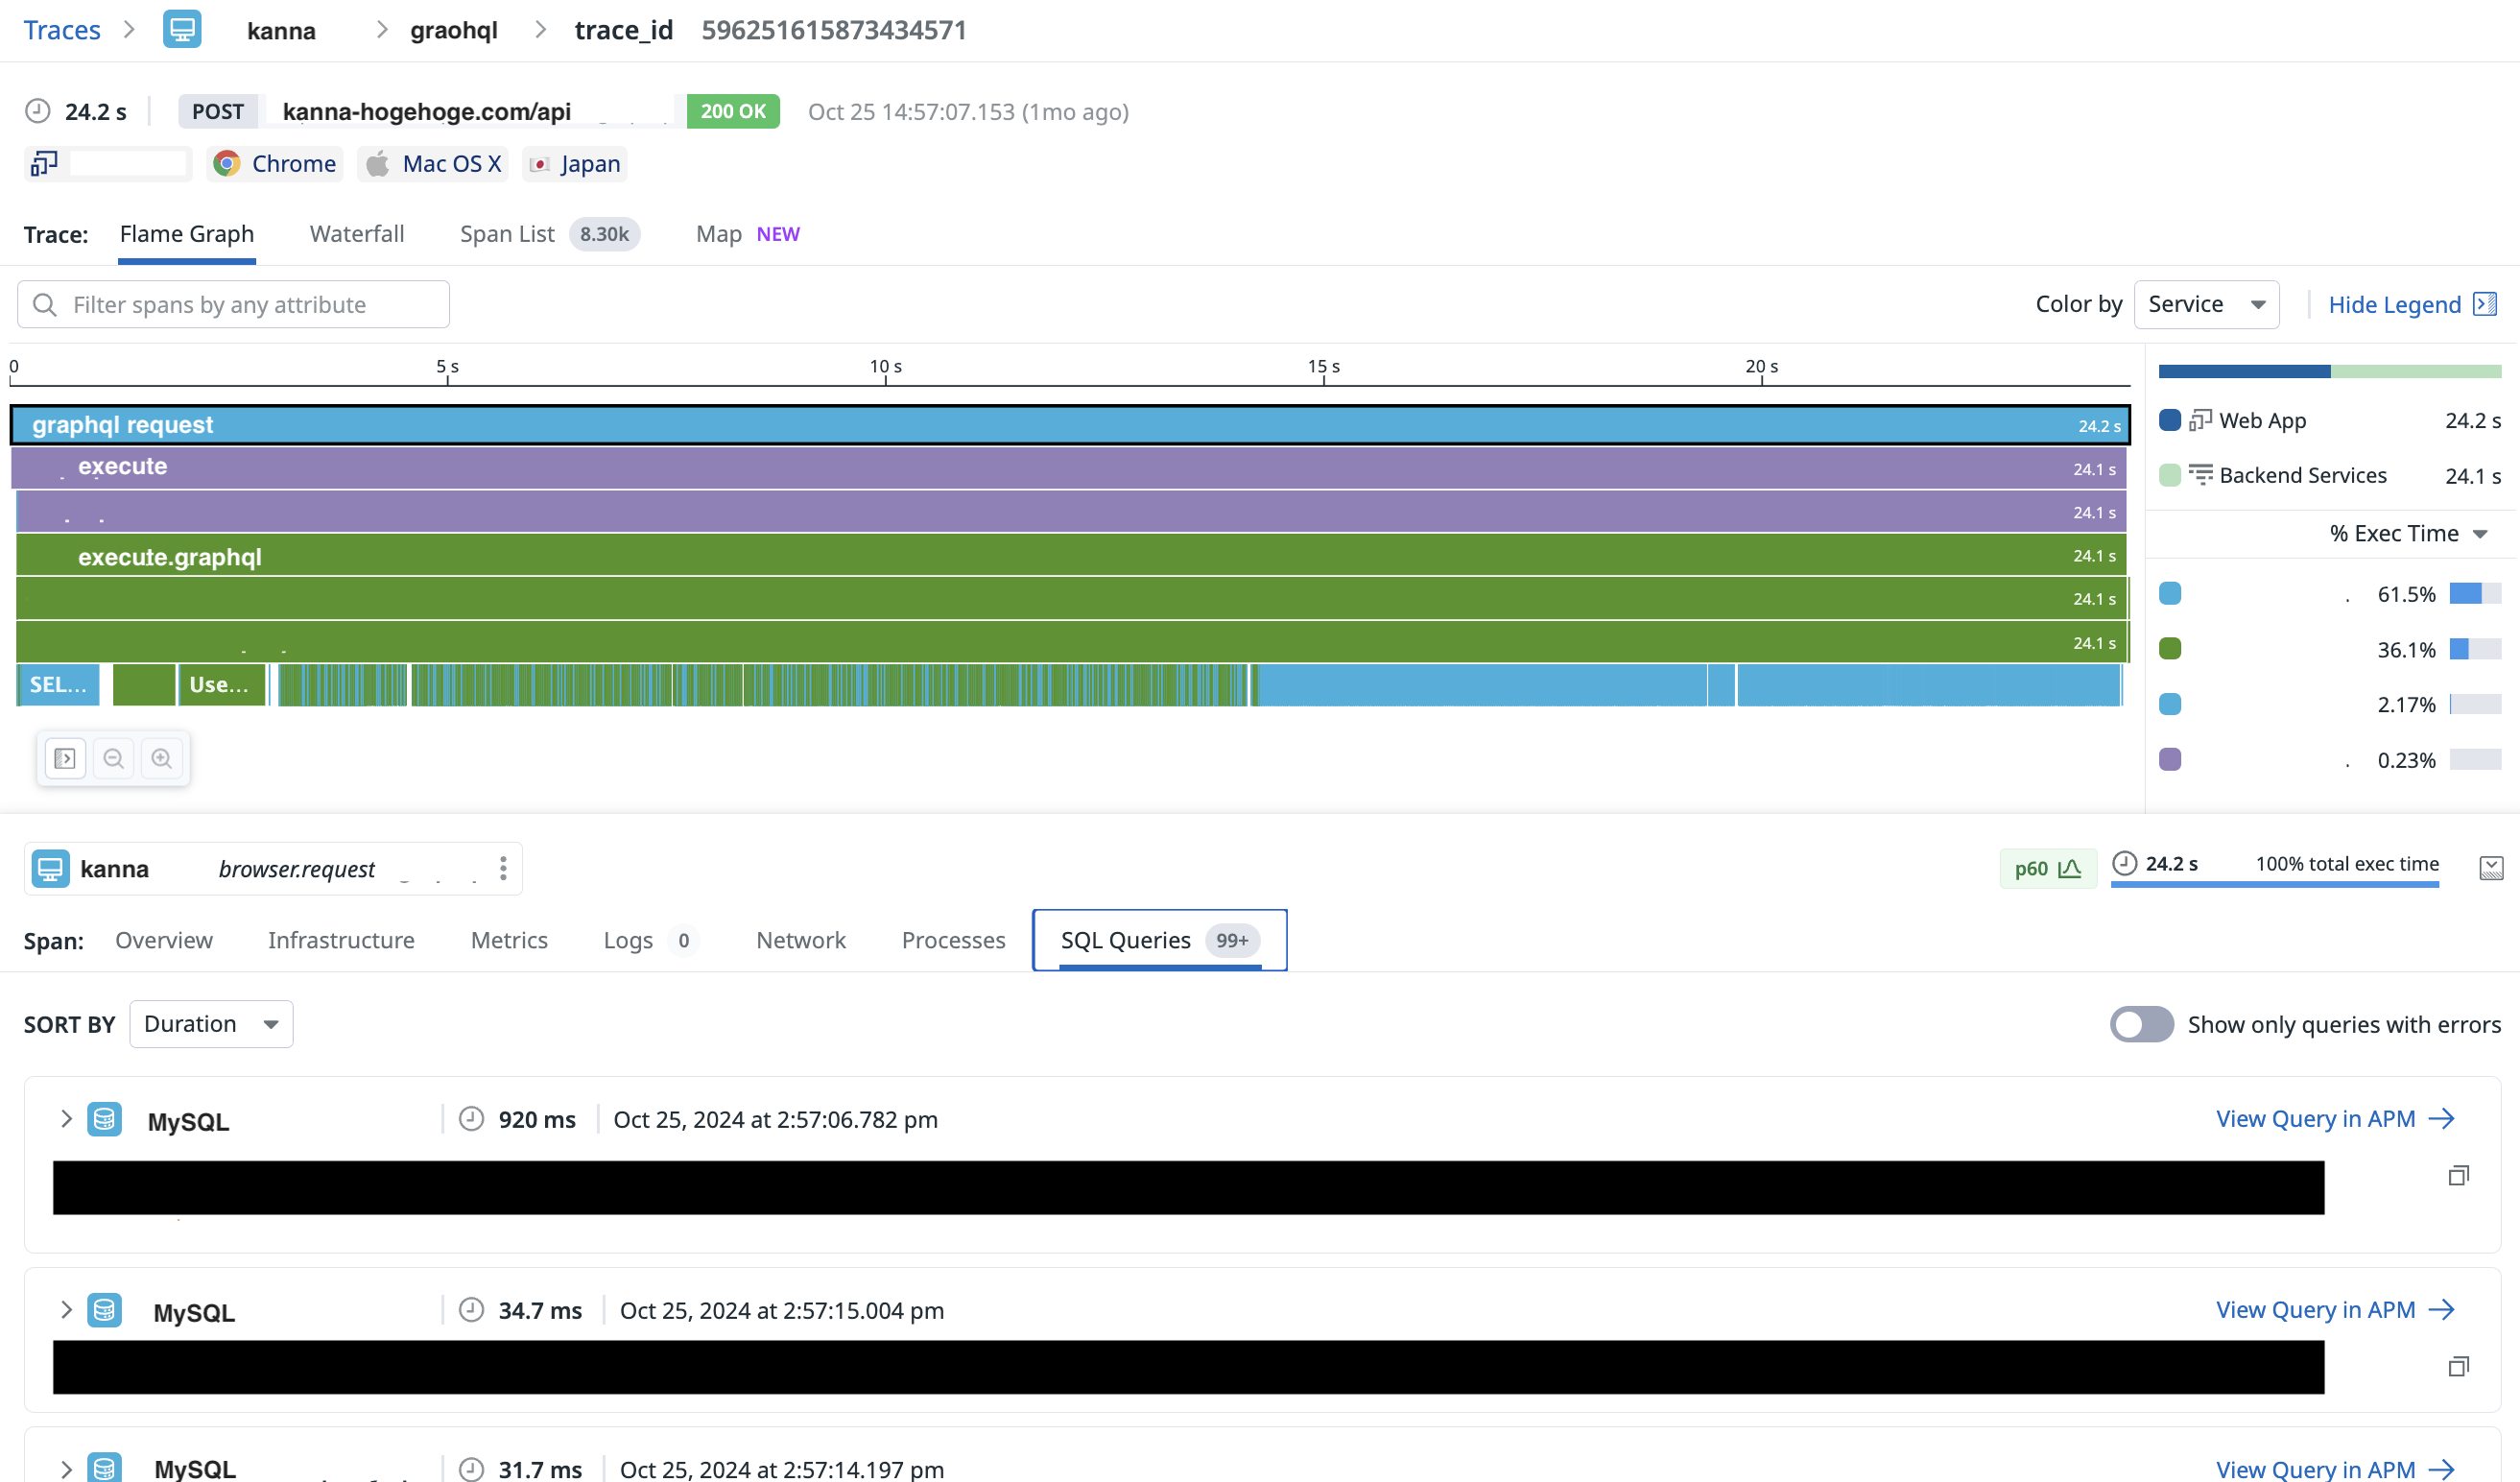 Traces > kanna > graohql > trace_id 596251615873434571
24.2 s POST kanna-hogehoge.com/api 200 OK Oct 25 14:57:07.153 (1mo ago)
Chrome Mac OS X Japan
Trace: Flame Graph Waterfall Span List 8.30k Map NEW
Filter spans by any attribute Color by Service Hide Legend
0 5 s 10 s 15 s 20 s
graphql request 24.2 s
Web App 24.2 s
execute 24.1 s
Backend Services 24.1 s
24.1 s
% Exec Time
execute.graphql 24.1 s
24.1 s
61.5%
24.1 s
36.1%
SEL... Use...
2.17%
0.23%
kanna browser.request p60 24.2 s 100% total exec time
Span: Overview Infrastructure Metrics Logs 0 Network Processes SQL Queries 99+
SORT BY Duration Show only queries with errors
MySQL 920 ms Oct 25, 2024 at 2:57:06.782 pm View Query in APM →
MySQL 34.7 ms Oct 25, 2024 at 2:57:15.004 pm View Query in APM →
MySQL 31.7 ms Oct 25, 2024 at 2:57:14.197 pm View Query in APM →